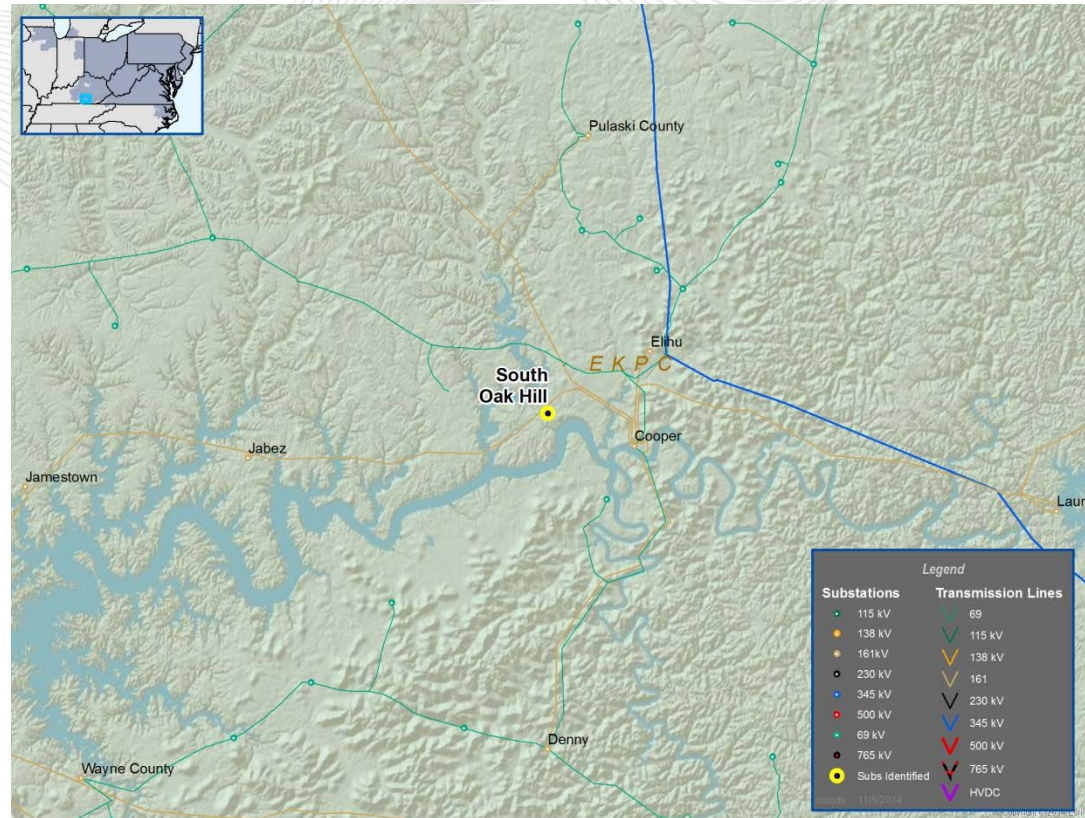 Pulaski County
Elihu
E K P C
South
Oak Hill
Cooper
Jabez
Jamestown
Laur
Denny
Wayne County
Legend
Substations
115 kV
138 kV
161kV
230 kV
345 kV
500 kV
69 kV
765 kV
Subs Identified
Transmission Lines
69
115 kV
138 kV
161
230 kV
345 kV
500 kV
765 kV
HVDC
11/5/2014